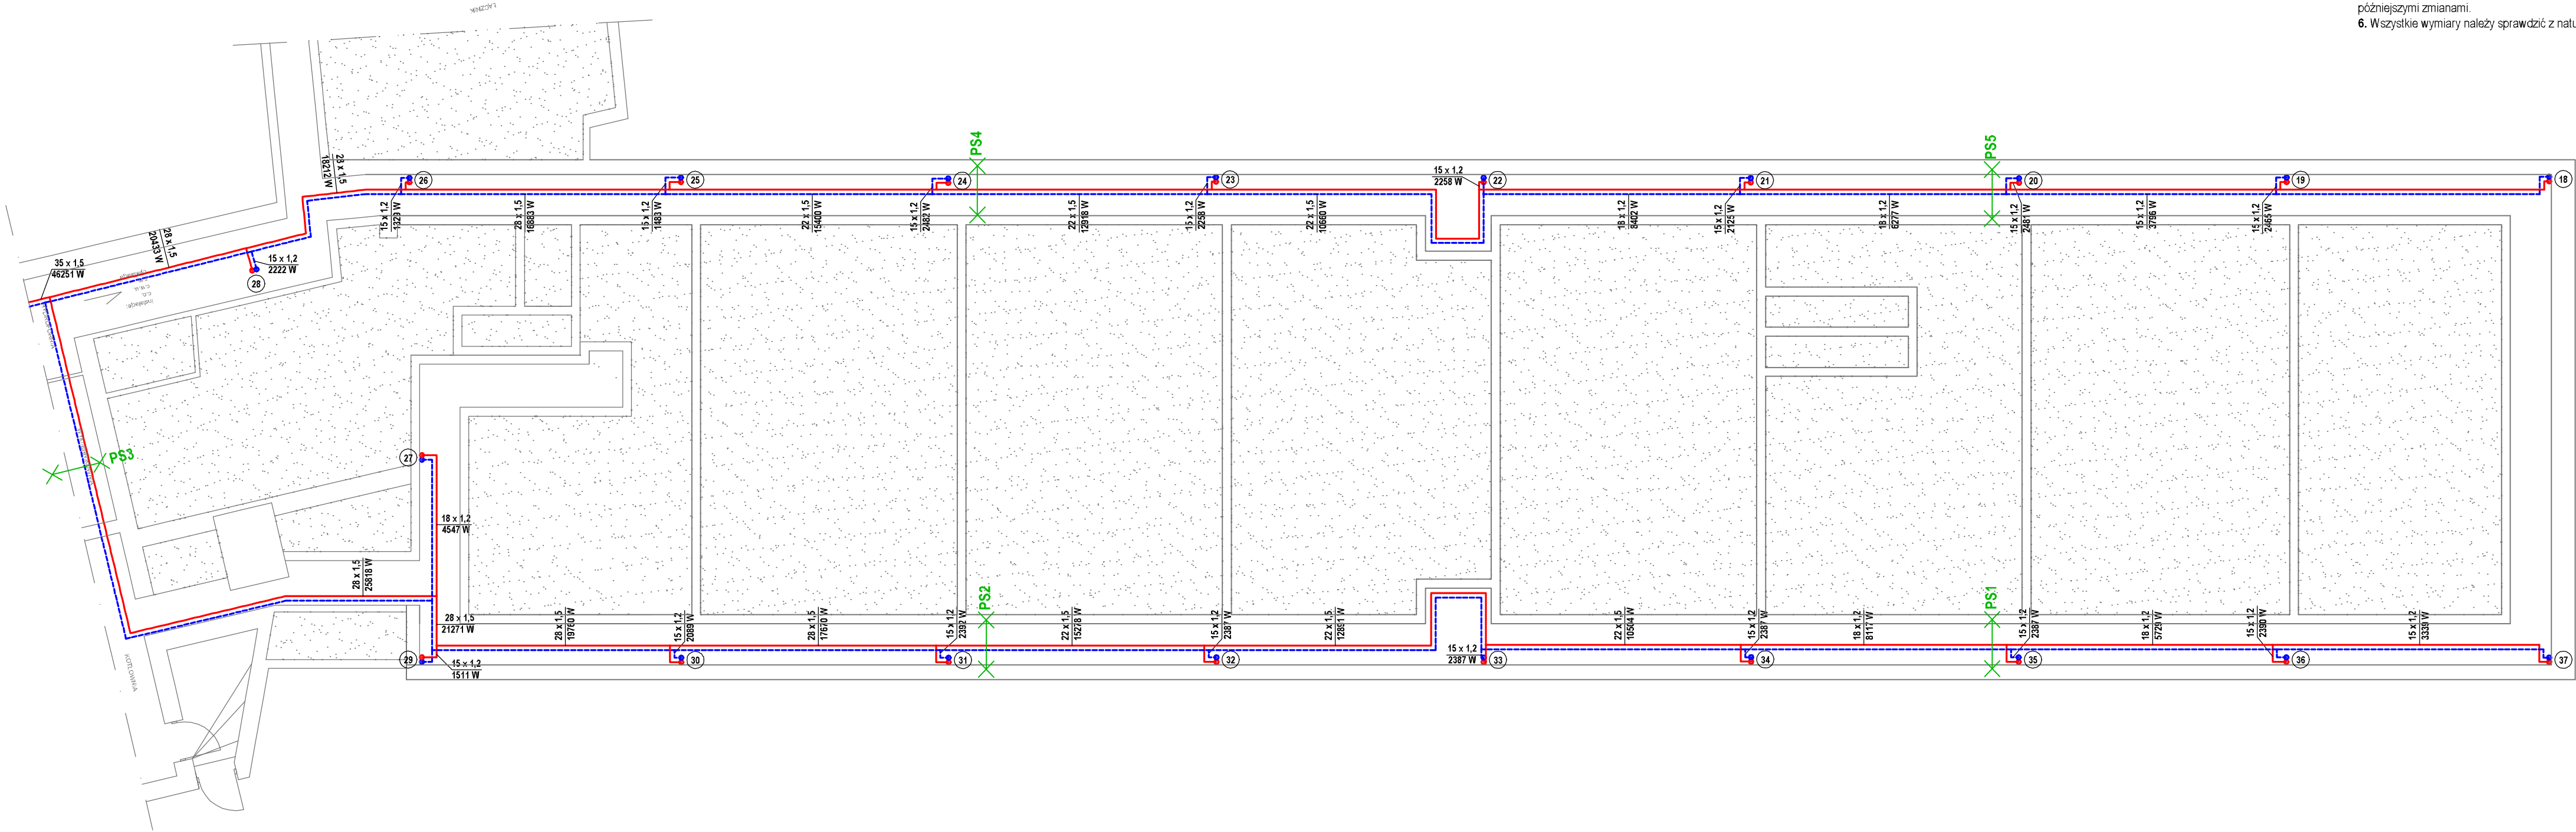 ŁĄCZNIK
późniejszymi zmianami.
6. Wszystkie wymiary należy sprawdzić z natu
PS4
PS5
28 x 1,5
18212 W
26
25
24
23
15 x 1,2
2258 W
22
21
20
19
18
28 x 1,5
20433 W
15 x 1,2
1329 W
28 x 1,5
16883 W
15 x 1,2
1483 W
22 x 1,5
15400 W
15 x 1,2
2482 W
22 x 1,5
12918 W
15 x 1,2
2258 W
22 x 1,5
10660 W
18 x 1,2
8402 W
15 x 1,2
2125 W
18 x 1,2
6277 W
15 x 1,2
2481 W
15 x 1,2
3796 W
15 x 1,2
2465 W
35 x 1,5
46251 W
15 x 1,2
2222 W
28
PS3
27
18 x 1,2
4547 W
28 x 1,5
25818 W
PS2
PS1
28 x 1,5
21271 W
28 x 1,5
19760 W
15 x 1,2
2089 W
28 x 1,5
17670 W
15 x 1,2
2392 W
22 x 1,5
15278 W
15 x 1,2
2387 W
22 x 1,5
12891 W
22 x 1,5
10504 W
15 x 1,2
2387 W
18 x 1,2
8117 W
15 x 1,2
2387 W
18 x 1,2
5729 W
15 x 1,2
2390 W
15 x 1,2
3339 W
29
15 x 1,2
1511 W
30
31
32
15 x 1,2
2387 W
33
34
35
36
37
KOTŁOWNIA